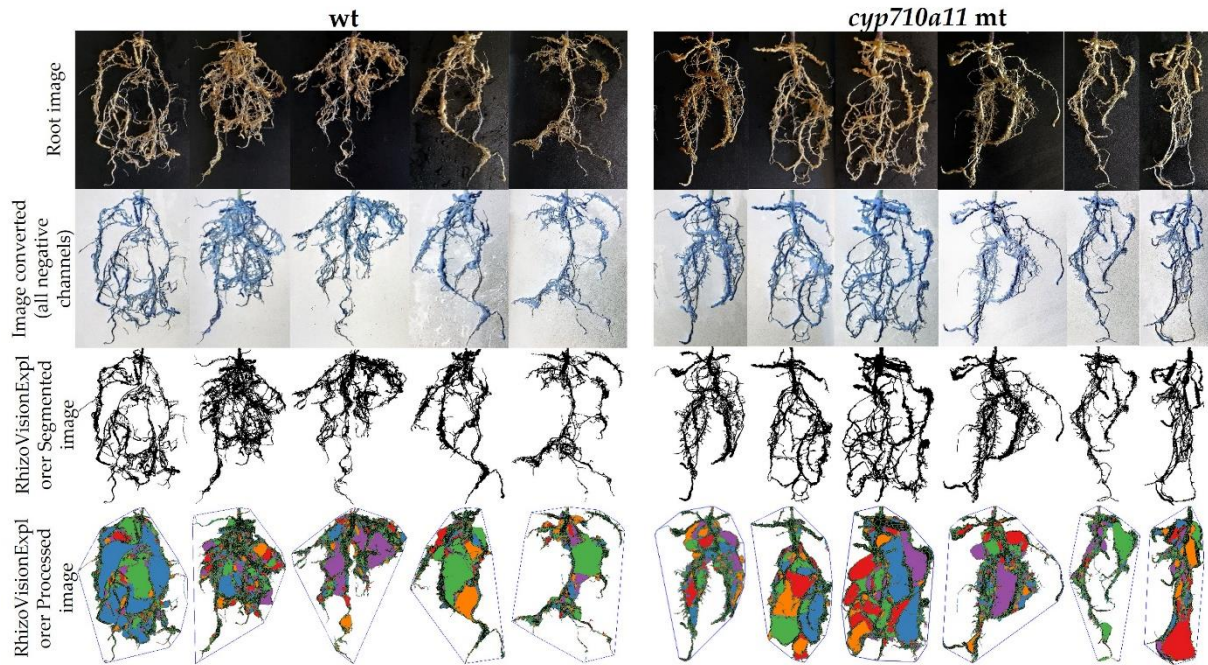 wt
cyp710a11 mt
Root image
Image converted
(all negative
channels)
RhizoVisionExpl
orer Segmented
image
RhizoVisionExpl
orer Processed
image